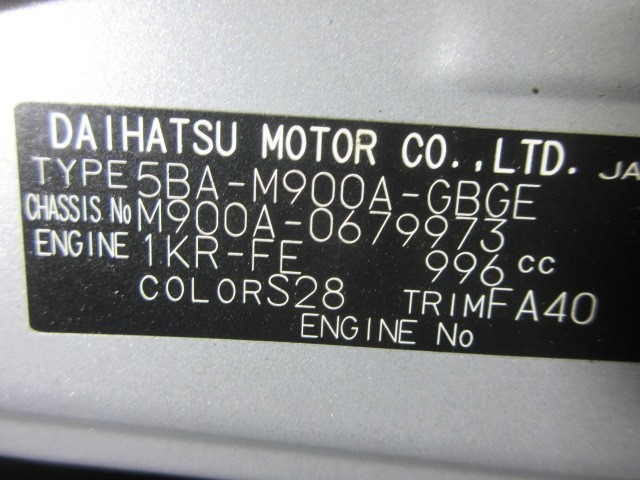 DAIHATSU MOTOR CO.,LTD. JA
TYPE 5BA-M900A-GBGE
CHASSIS.No M900A-0679973
ENGINE 1KR-FE 996 cc
COLOR S28 TRIM FA40
ENGINE No